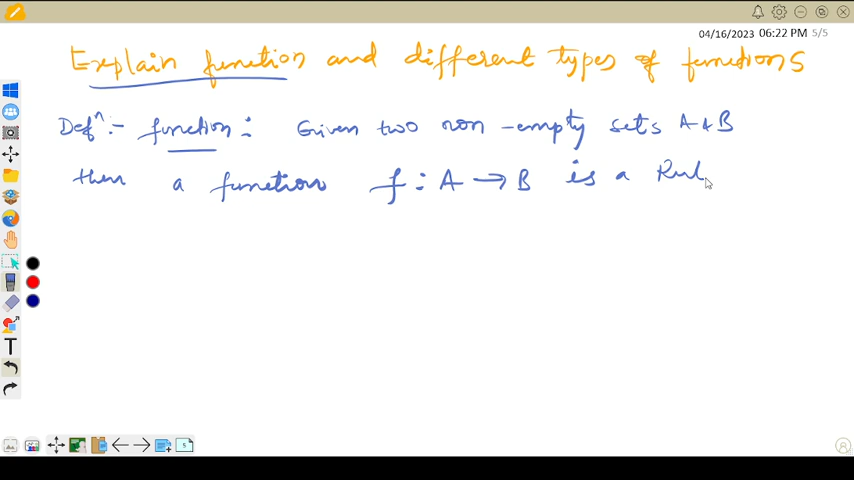 04/16/2023 06:22 PM 5/5
Explain function and different types of functions
Defⁿ:- function: Given two non-empty sets A & B
then a function f : A → B is a Rul
T
5